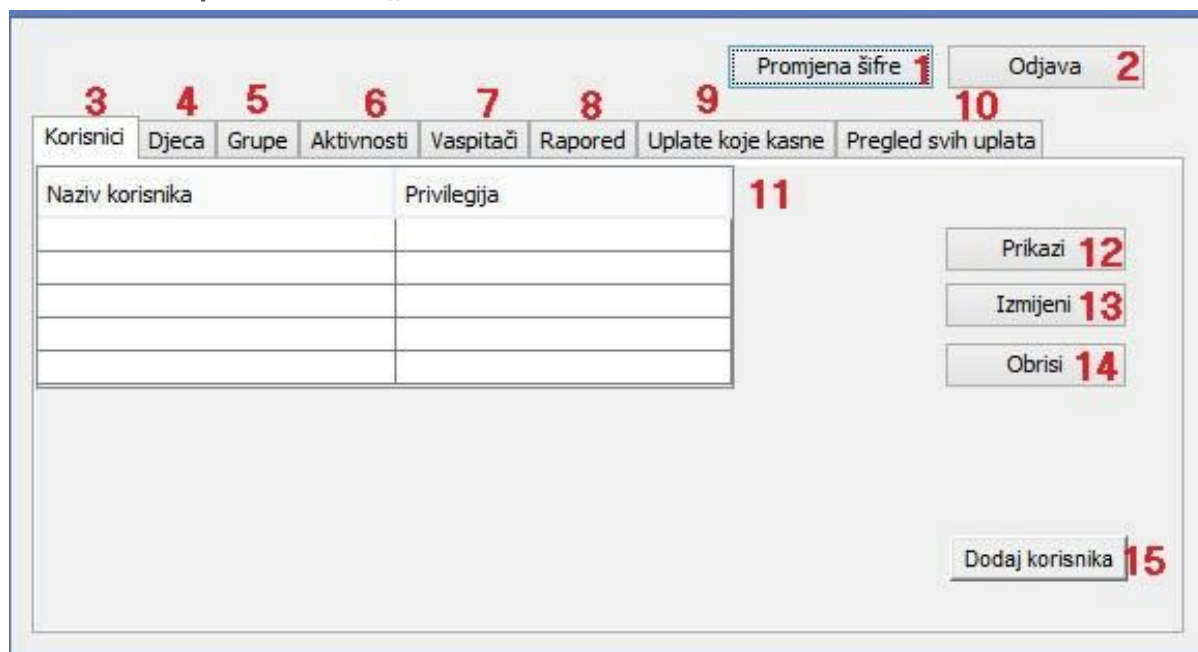 Promjena šifre 1 Odjava 2
3 4 5 6 7 8 9 10
Korisnici Djeca Grupe Aktivnosti Vaspitači Rapored Uplate koje kasne Pregled svih uplata
Naziv korisnika Privilegija 11
Prikazi 12
Izmijeni 13
Obrisi 14
Dodaj korisnika 15